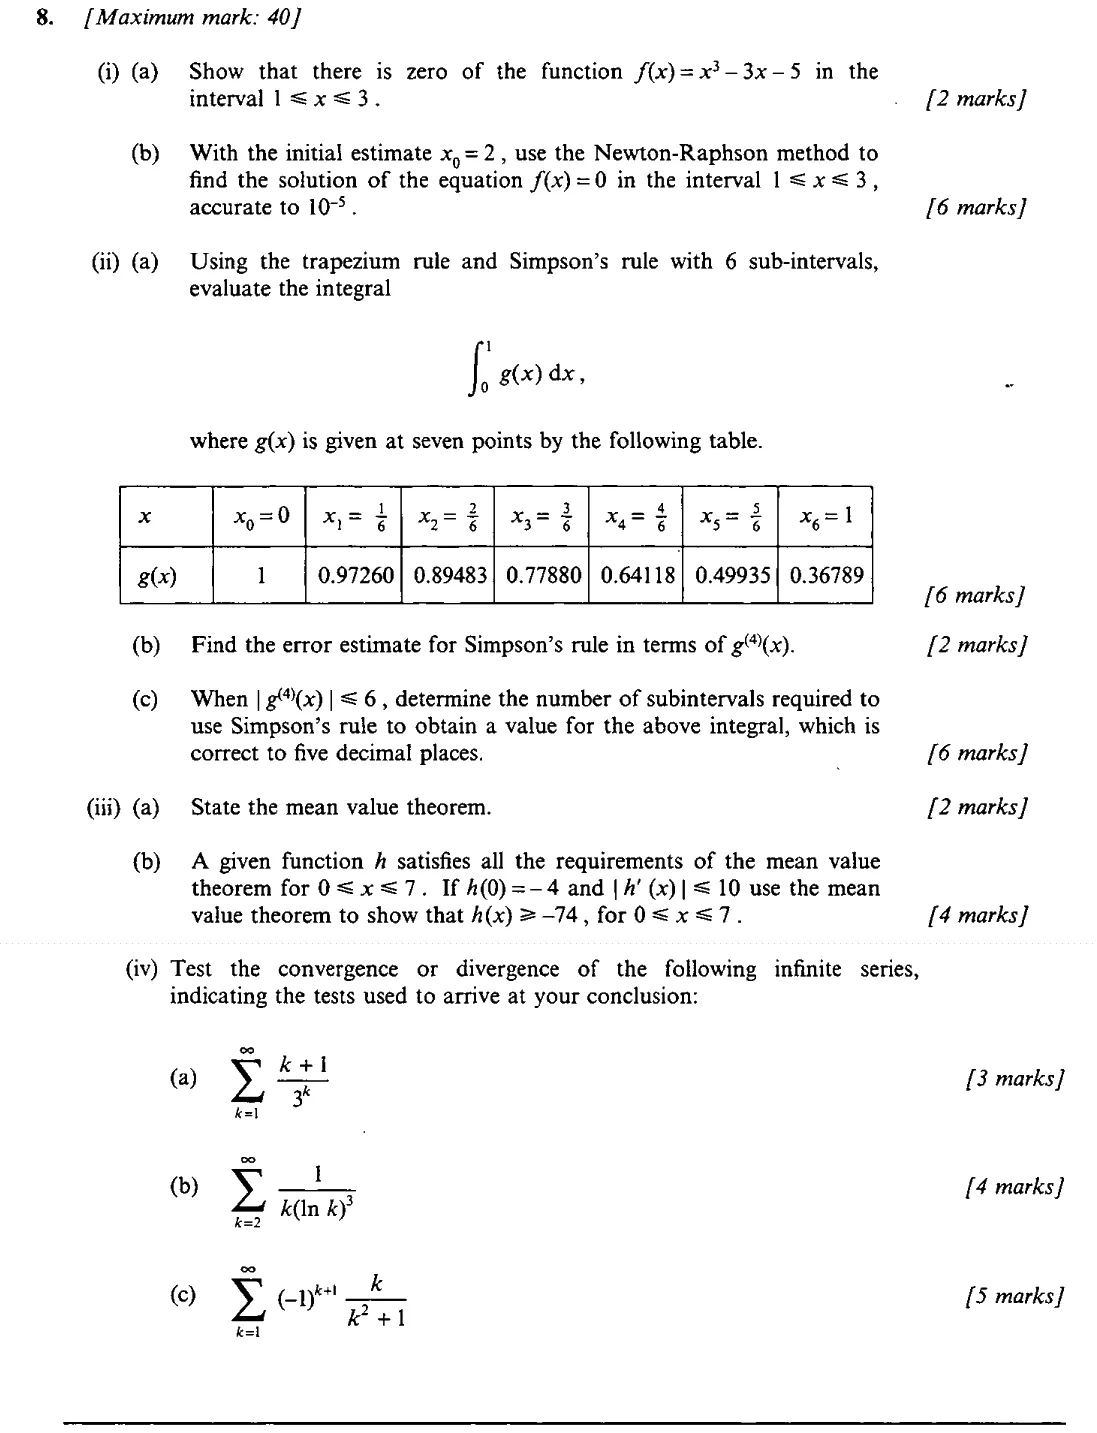 8. [Maximum mark: 40]
(i) (a) Show that there is zero of the function f(x) = x³ – 3x – 5 in the
interval 1 ⩽ x ⩽ 3 . [2 marks]
(b) With the initial estimate x₀ = 2 , use the Newton-Raphson method to
find the solution of the equation f(x) = 0 in the interval 1 ⩽ x ⩽ 3 ,
accurate to 10⁻⁵ . [6 marks]
(ii) (a) Using the trapezium rule and Simpson's rule with 6 sub-intervals,
evaluate the integral
∫₀¹ g(x) dx ,
where g(x) is given at seven points by the following table.
x x₀ = 0 x₁ = 1/6 x₂ = 2/6 x₃ = 3/6 x₄ = 4/6 x₅ = 5/6 x₆ = 1
g(x) 1 0.97260 0.89483 0.77880 0.64118 0.49935 0.36789
[6 marks]
(b) Find the error estimate for Simpson's rule in terms of g⁽⁴⁾(x). [2 marks]
(c) When | g⁽⁴⁾(x) | ⩽ 6 , determine the number of subintervals required to
use Simpson's rule to obtain a value for the above integral, which is
correct to five decimal places. [6 marks]
(iii) (a) State the mean value theorem. [2 marks]
(b) A given function h satisfies all the requirements of the mean value
theorem for 0 ⩽ x ⩽ 7 . If h(0) = – 4 and | h′ (x) | ⩽ 10 use the mean
value theorem to show that h(x) ⩾ –74 , for 0 ⩽ x ⩽ 7 . [4 marks]
(iv) Test the convergence or divergence of the following infinite series,
indicating the tests used to arrive at your conclusion:
(a) ∞ Σ k=1 (k + 1)/3ᵏ [3 marks]
(b) ∞ Σ k=2 1/(k(ln k)³) [4 marks]
(c) ∞ Σ k=1 (–1)ᵏ⁺¹ k/(k² + 1) [5 marks]